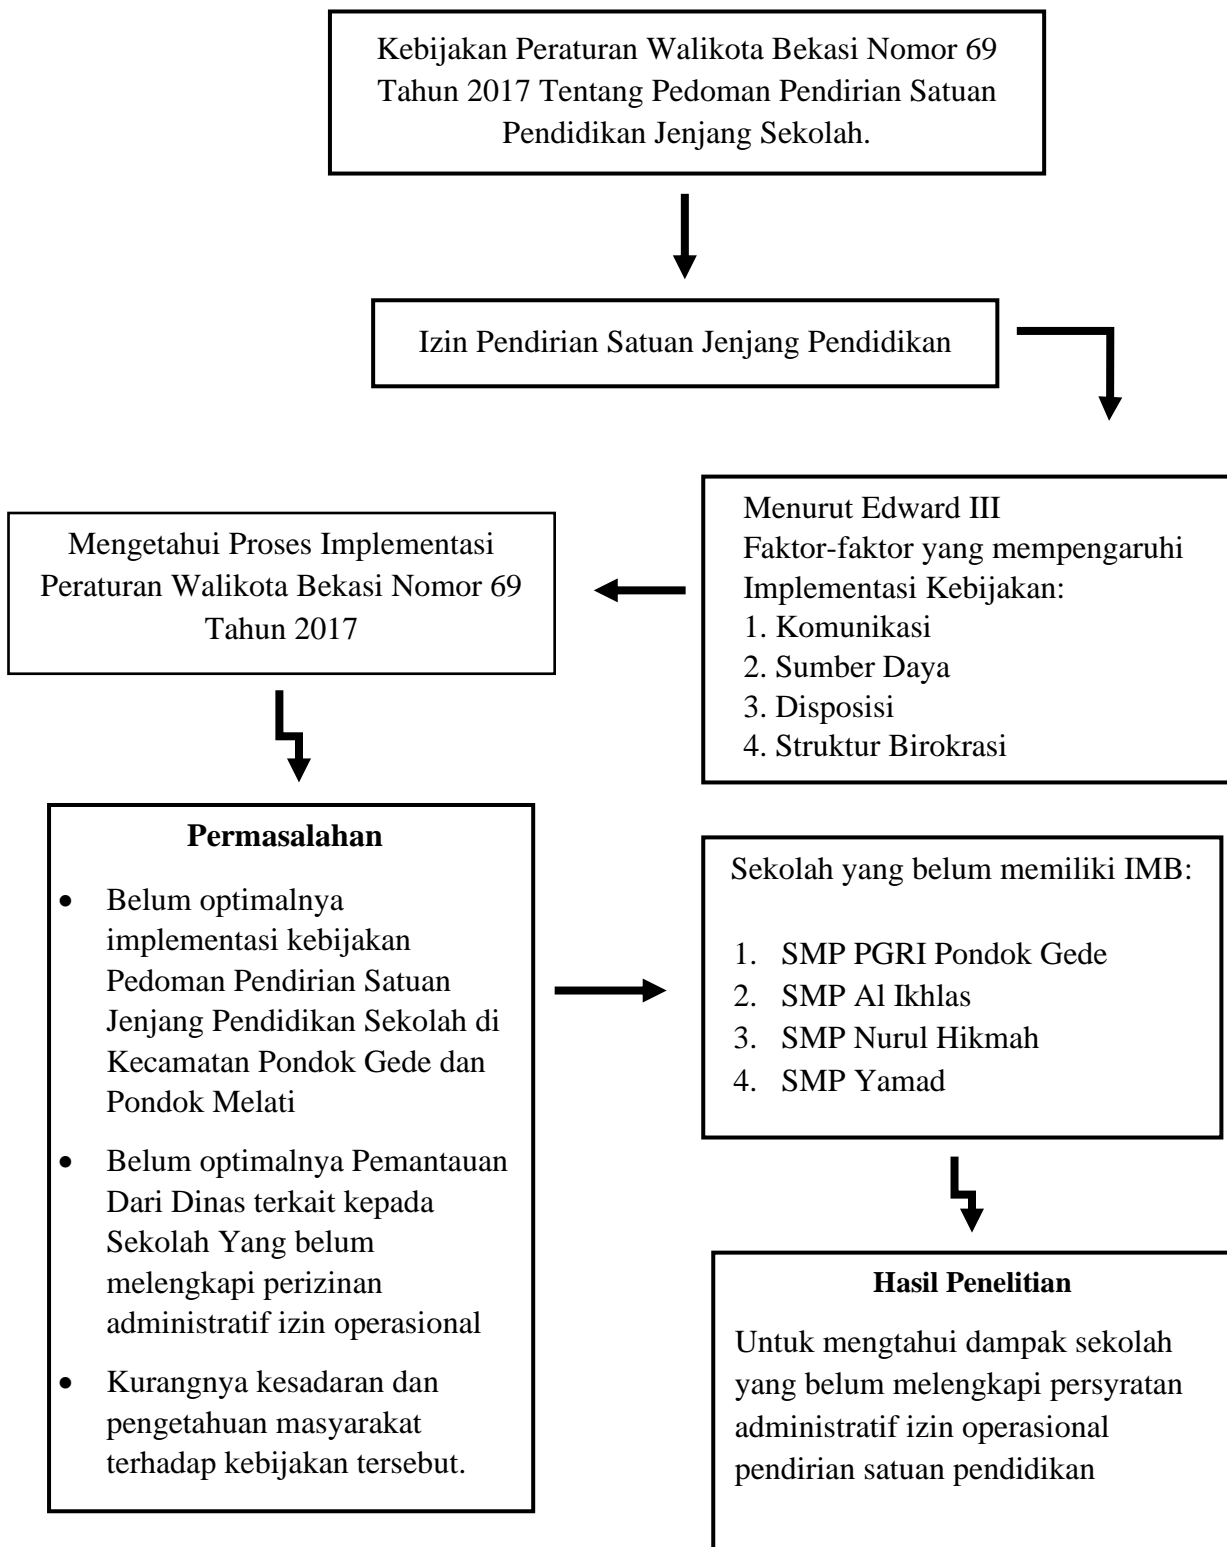 Kebijakan Peraturan Walikota Bekasi Nomor 69
Tahun 2017 Tentang Pedoman Pendirian Satuan
Pendidikan Jenjang Sekolah.
Izin Pendirian Satuan Jenjang Pendidikan
Menurut Edward III
Faktor-faktor yang mempengaruhi
Implementasi Kebijakan:
1. Komunikasi
2. Sumber Daya
3. Disposisi
4. Struktur Birokrasi
Mengetahui Proses Implementasi
Peraturan Walikota Bekasi Nomor 69
Tahun 2017
Permasalahan
• Belum optimalnya
implementasi kebijakan
Pedoman Pendirian Satuan
Jenjang Pendidikan Sekolah di
Kecamatan Pondok Gede dan
Pondok Melati
• Belum optimalnya Pemantauan
Dari Dinas terkait kepada
Sekolah Yang belum
melengkapi perizinan
administratif izin operasional
• Kurangnya kesadaran dan
pengetahuan masyarakat
terhadap kebijakan tersebut.
Sekolah yang belum memiliki IMB:
1. SMP PGRI Pondok Gede
2. SMP Al Ikhlas
3. SMP Nurul Hikmah
4. SMP Yamad
Hasil Penelitian
Untuk mengtahui dampak sekolah
yang belum melengkapi persyratan
administratif izin operasional
pendirian satuan pendidikan